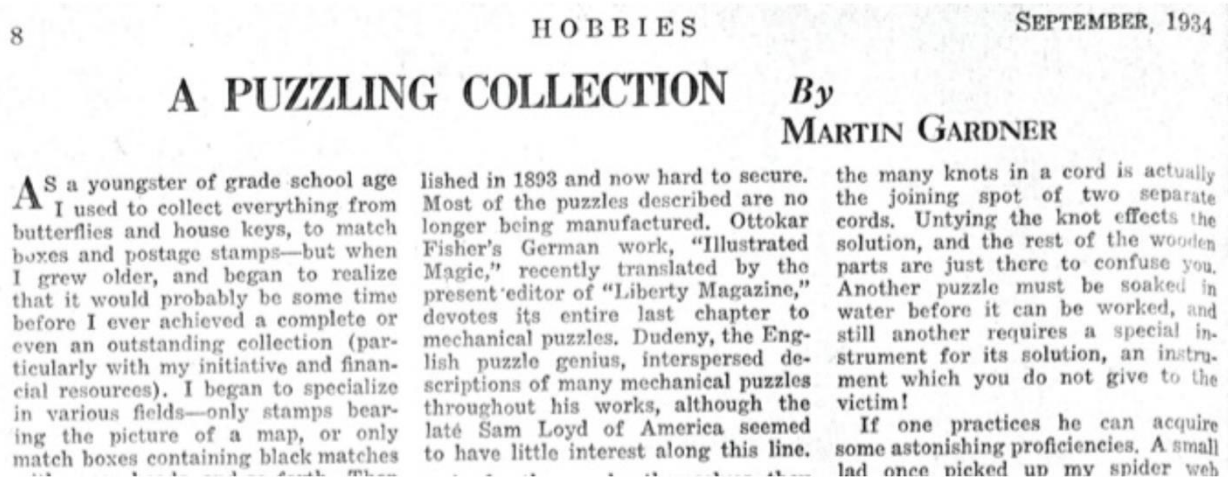 8
HOBBIES
SEPTEMBER, 1934
A PUZZLING COLLECTION
By
MARTIN GARDNER
AS a youngster of grade school age
I used to collect everything from
butterflies and house keys, to match
boxes and postage stamps—but when
I grew older, and began to realize
that it would probably be some time
before I ever achieved a complete or
even an outstanding collection (par-
ticularly with my initiative and finan-
cial resources). I began to specialize
in various fields—only stamps bear-
ing the picture of a map, or only
match boxes containing black matches
lished in 1893 and now hard to secure.
Most of the puzzles described are no
longer being manufactured. Ottokar
Fisher's German work, "Illustrated
Magic," recently translated by the
present editor of "Liberty Magazine,"
devotes its entire last chapter to
mechanical puzzles. Dudeny, the Eng-
lish puzzle genius, interspersed de-
scriptions of many mechanical puzzles
throughout his works, although the
late Sam Loyd of America seemed
to have little interest along this line.
the many knots in a cord is actually
the joining spot of two separate
cords. Untying the knot effects the
solution, and the rest of the wooden
parts are just there to confuse you.
Another puzzle must be soaked in
water before it can be worked, and
still another requires a special in-
strument for its solution, an instru-
ment which you do not give to the
victim!
If one practices he can acquire
some astonishing proficiencies. A small
lad once picked up my spider web